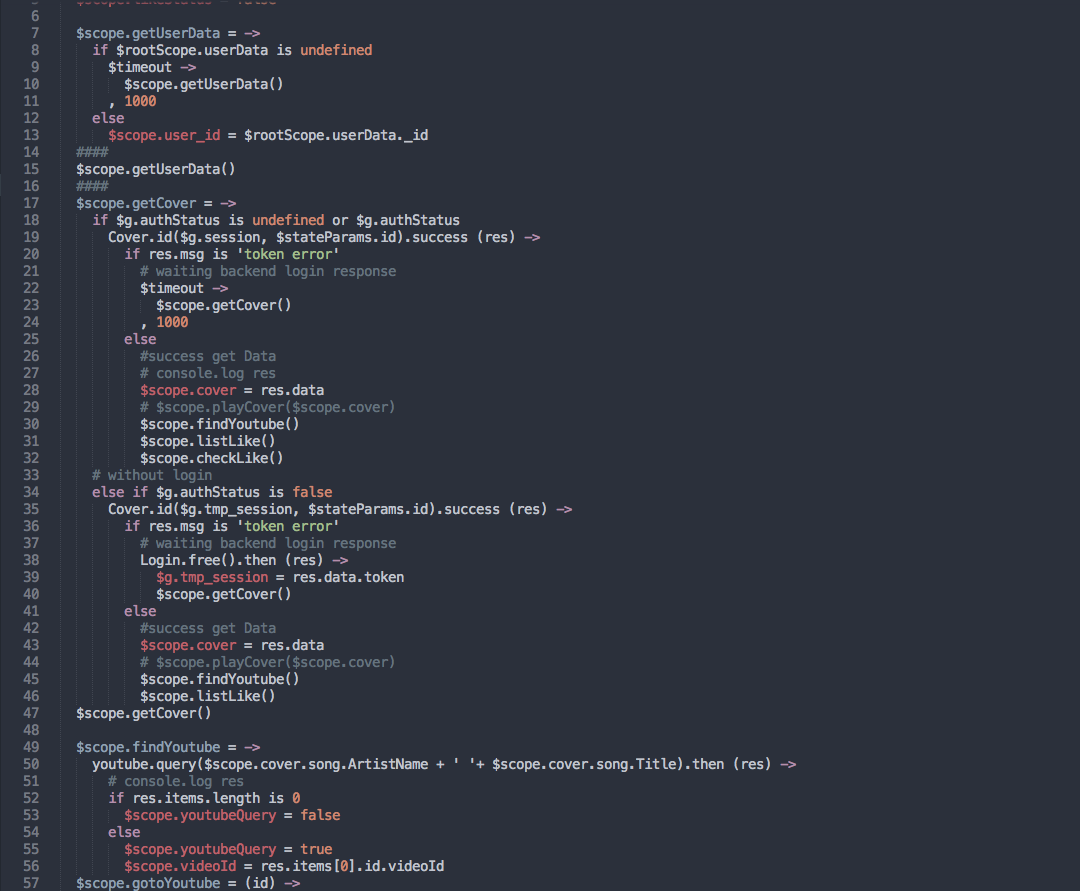 6
7 $scope.getUserData = ->
8 if $rootScope.userData is undefined
9 $timeout ->
10 $scope.getUserData()
11 , 1000
12 else
13 $scope.user_id = $rootScope.userData._id
14 ####
15 $scope.getUserData()
16 ####
17 $scope.getCover = ->
18 if $g.authStatus is undefined or $g.authStatus
19 Cover.id($g.session, $stateParams.id).success (res) ->
20 if res.msg is 'token error'
21 # waiting backend login response
22 $timeout ->
23 $scope.getCover()
24 , 1000
25 else
26 #success get Data
27 # console.log res
28 $scope.cover = res.data
29 # $scope.playCover($scope.cover)
30 $scope.findYoutube()
31 $scope.listLike()
32 $scope.checkLike()
33 # without login
34 else if $g.authStatus is false
35 Cover.id($g.tmp_session, $stateParams.id).success (res) ->
36 if res.msg is 'token error'
37 # waiting backend login response
38 Login.free().then (res) ->
39 $g.tmp_session = res.data.token
40 $scope.getCover()
41 else
42 #success get Data
43 $scope.cover = res.data
44 # $scope.playCover($scope.cover)
45 $scope.findYoutube()
46 $scope.listLike()
47 $scope.getCover()
48
49 $scope.findYoutube = ->
50 youtube.query($scope.cover.song.ArtistName + ' '+ $scope.cover.song.Title).then (res) ->
51 # console.log res
52 if res.items.length is 0
53 $scope.youtubeQuery = false
54 else
55 $scope.youtubeQuery = true
56 $scope.videoId = res.items[0].id.videoId
57 $scope.gotoYoutube = (id) ->